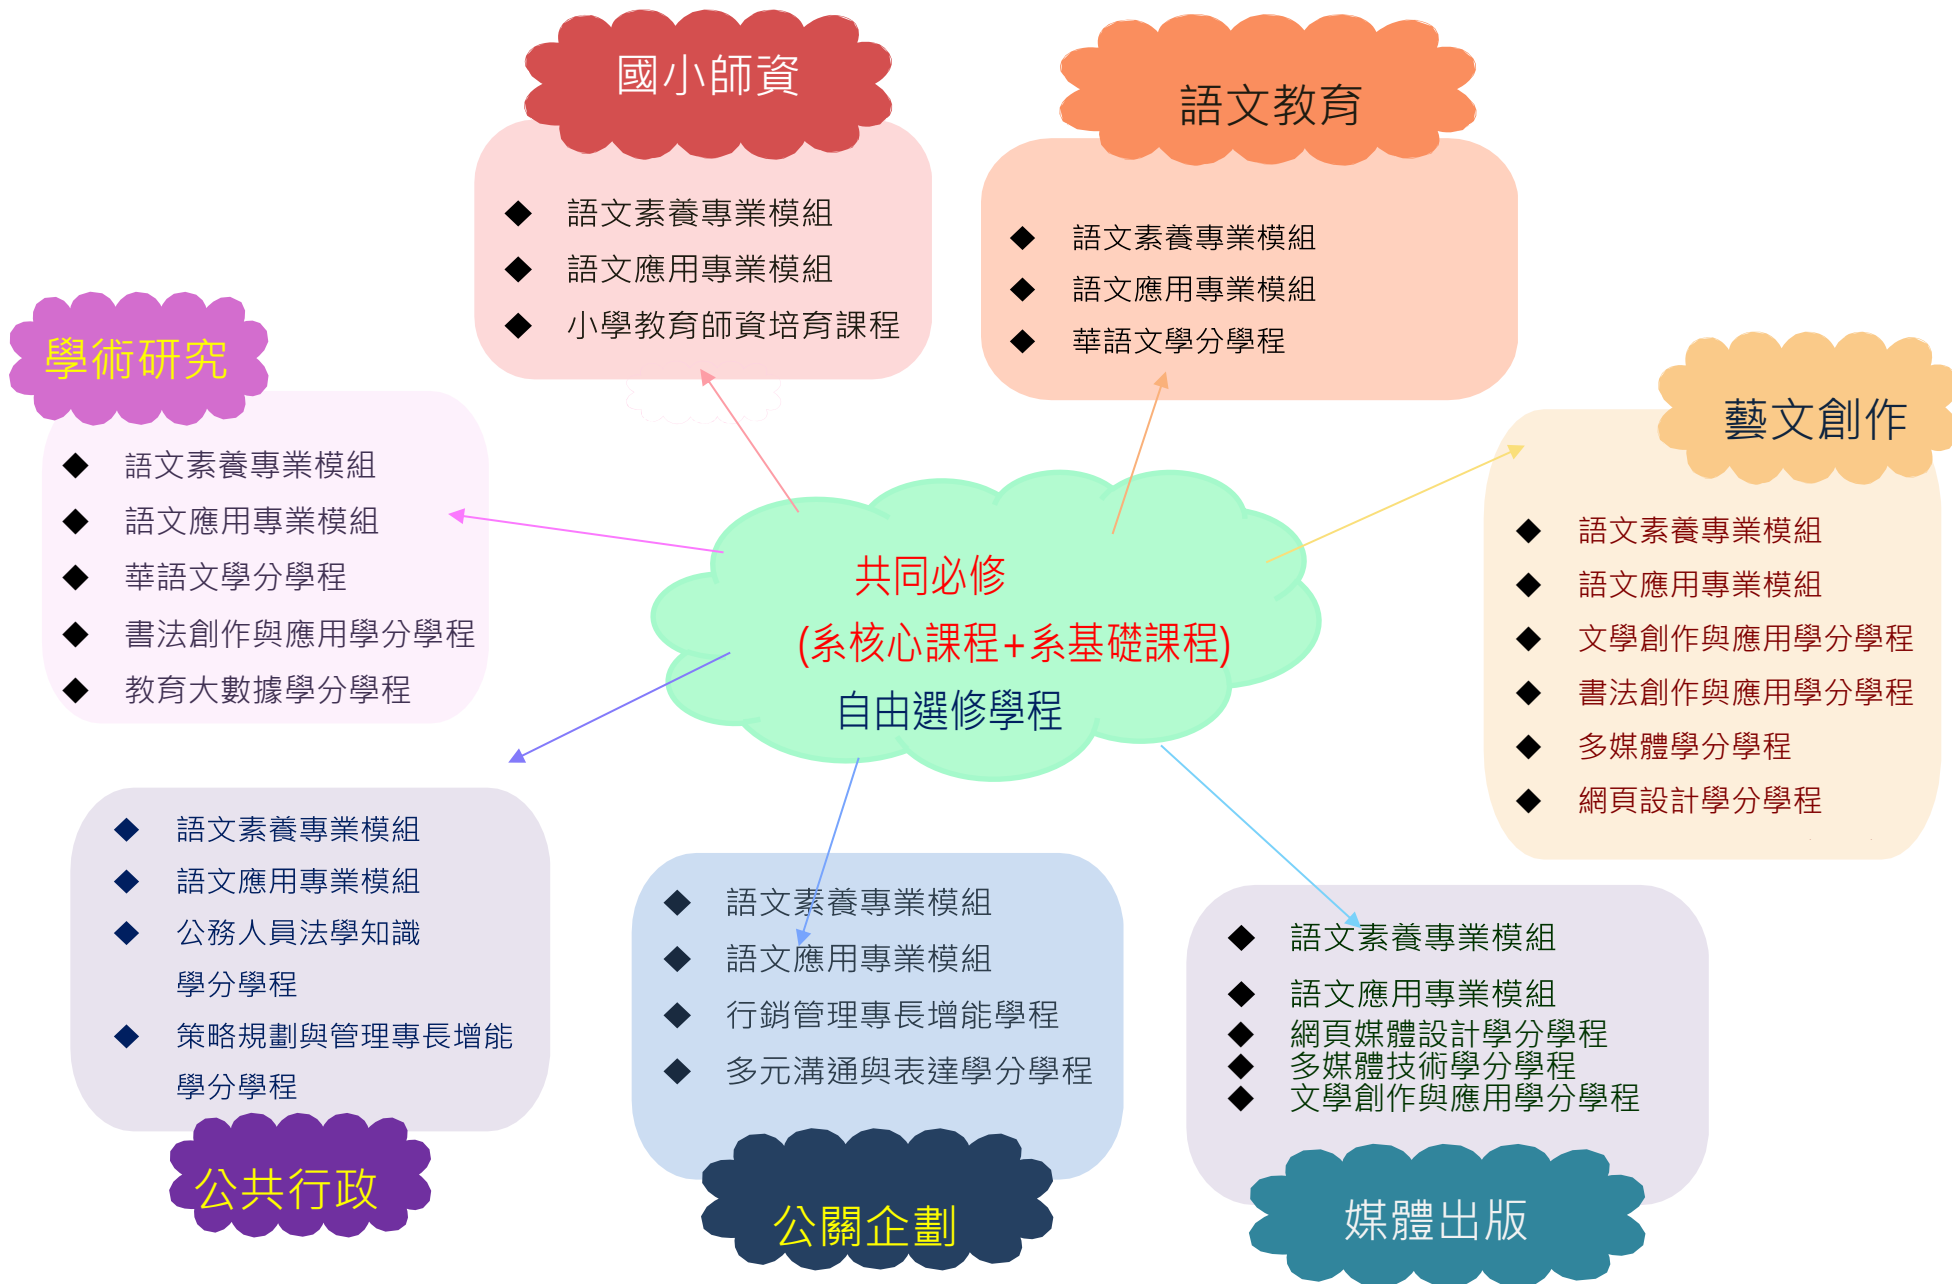 國小師資
語文素養專業模組
語文應用專業模組
小學教育師資培育課程
語文教育
語文素養專業模組
語文應用專業模組
華語文學分學程
學術研究
語文素養專業模組
語文應用專業模組
華語文學分學程
書法創作與應用學分學程
教育大數據學分學程
藝文創作
語文素養專業模組
語文應用專業模組
文學創作與應用學分學程
書法創作與應用學分學程
多媒體學分學程
網頁設計學分學程
共同必修
(系核心課程+系基礎課程)
自由選修學程
語文素養專業模組
語文應用專業模組
公務人員法學知識
學分學程
策略規劃與管理專長增能
學分學程
公共行政
語文素養專業模組
語文應用專業模組
行銷管理專長增能學程
多元溝通與表達學分學程
公關企劃
語文素養專業模組
語文應用專業模組
網頁媒體設計學分學程
多媒體技術學分學程
文學創作與應用學分學程
媒體出版